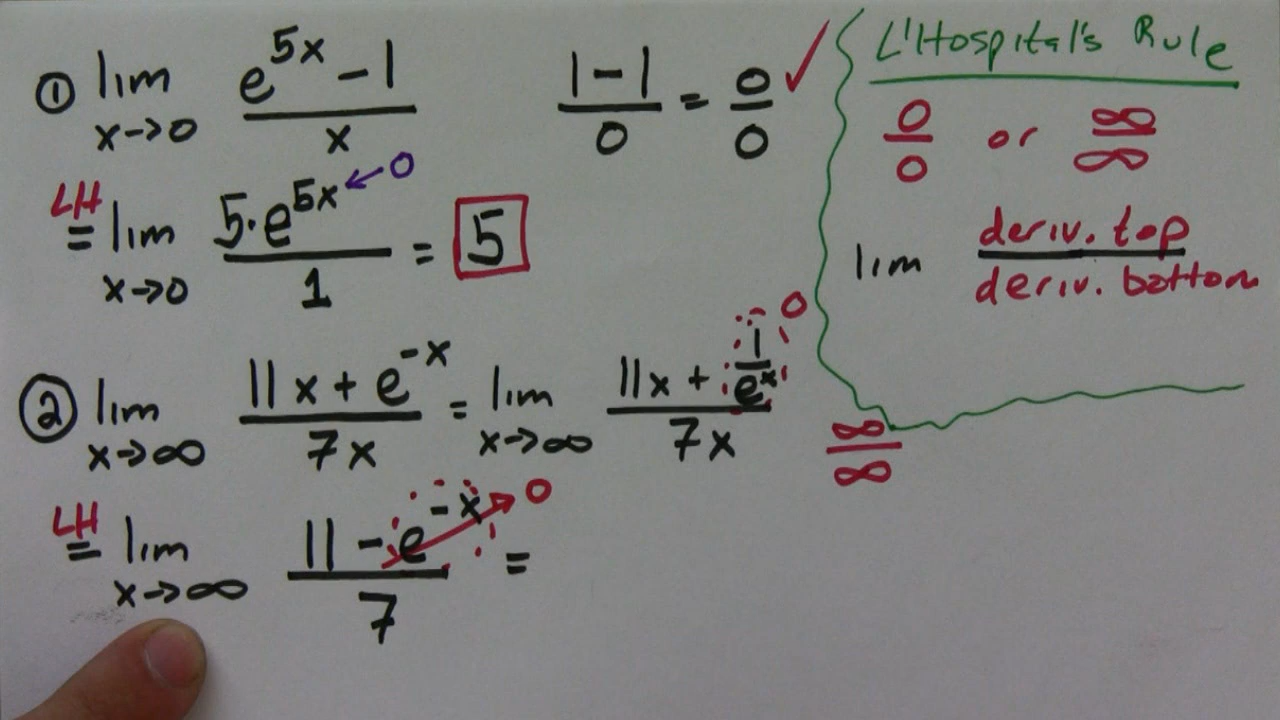 ① lim x→0 (e^{5x} - 1)/x    (1 - 1)/0 = 0/0 ✓
LH = lim x→0 (5·e^{5x})/1 = 5
0
② lim x→∞ (11x + e^{-x})/(7x) = lim x→∞ (11x + 1/e^x)/(7x)    ∞/∞
0
LH = lim x→∞ (11 - e^{-x})/7 =
0
L'Hospital's Rule
0/0 or ∞/∞
lim deriv. top/deriv. bottom